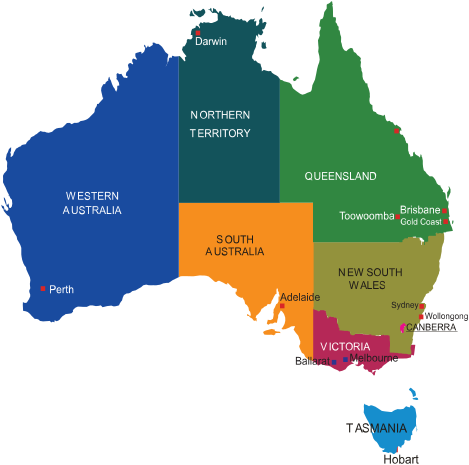 Darwin
NORTHERN
TERRITORY
QUEENSLAND
WESTERN
AUSTRALIA
Brisbane
Toowoomba
Gold Coast
SOUTH
AUSTRALIA
NEW SOUTH
WALES
Perth
Adelaide
Sydney
Wollongong
CANBERRA
VICTORIA
Ballarat
Melbourne
TASMANIA
Hobart